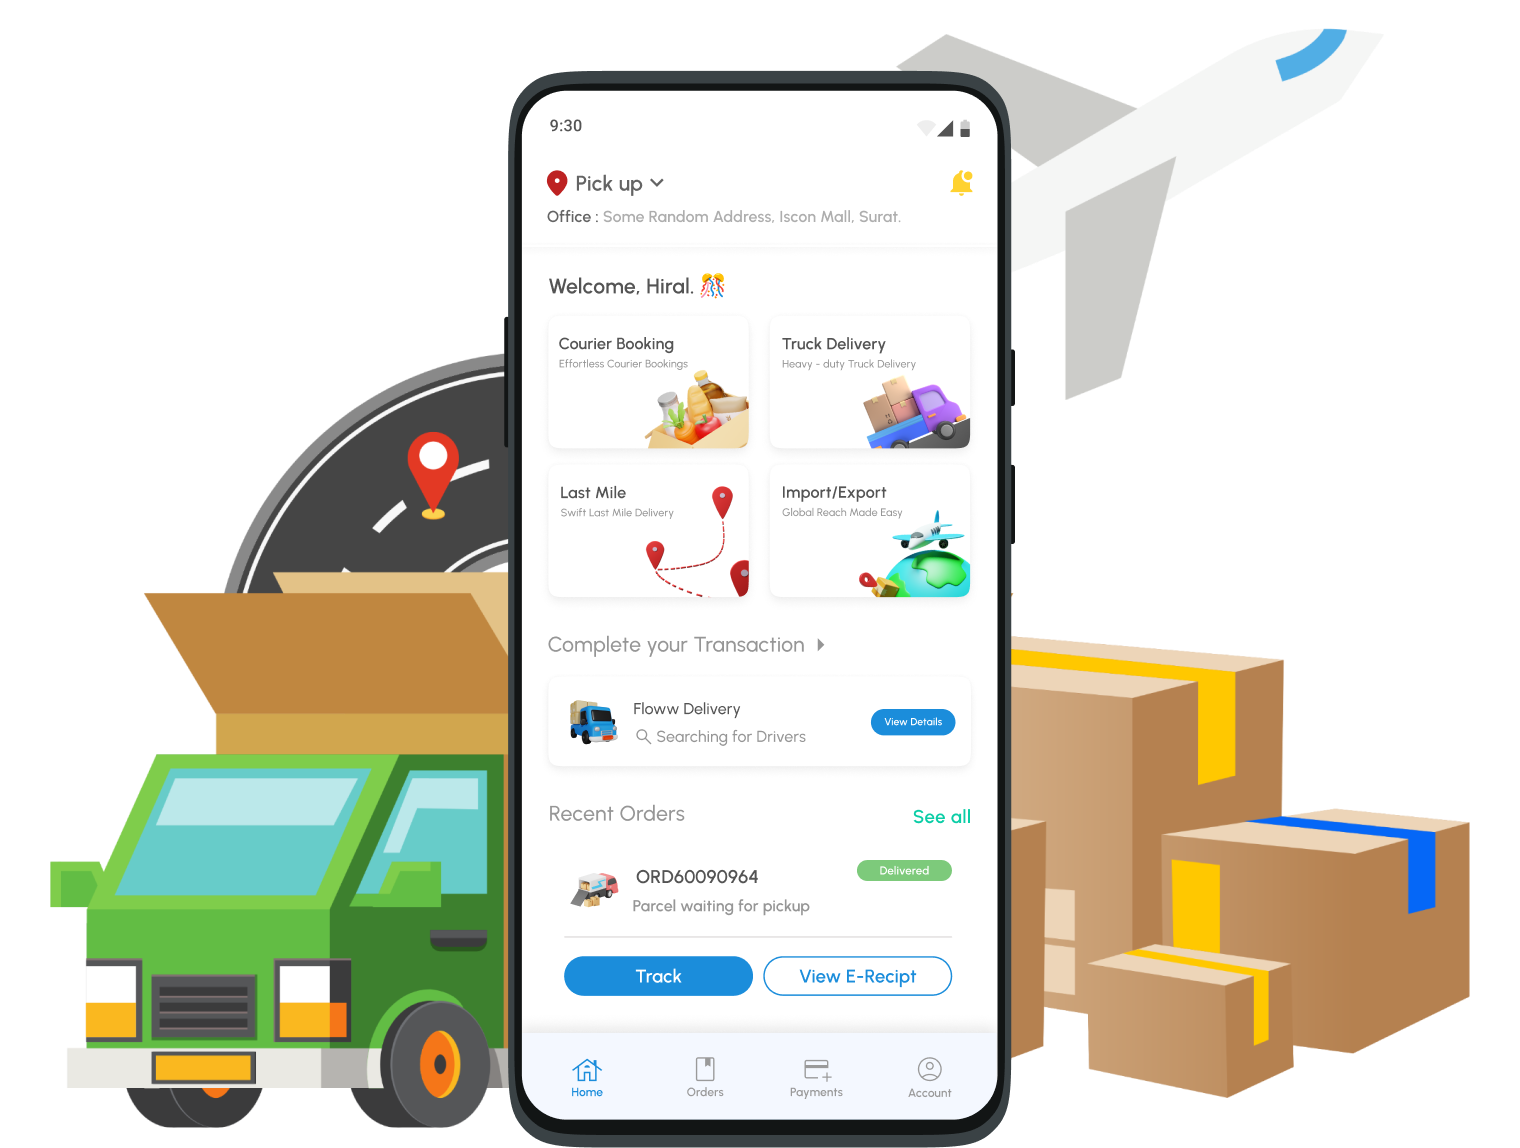 9:30
Pick up
Office : Some Random Address, Iscon Mall, Surat.
Welcome, Hiral.
Courier Booking
Effortless Courier Bookings
Truck Delivery
Heavy - duty Truck Delivery
Last Mile
Swift Last Mile Delivery
Import/Export
Global Reach Made Easy
Complete your Transaction
Floww Delivery
Searching for Drivers
View Details
Recent Orders
See all
ORD60090964
Delivered
Parcel waiting for pickup
Track
View E-Recipt
Home
Orders
Payments
Account